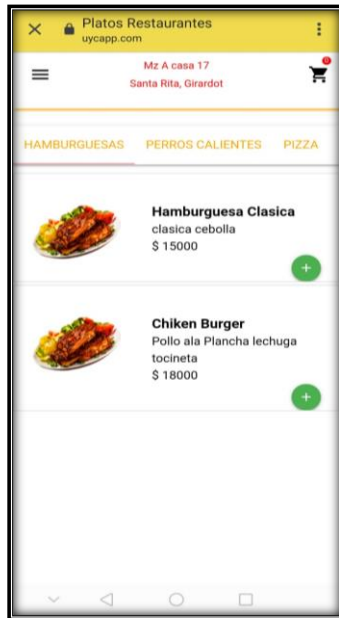 Platos Restaurantes
uycapp.com
Mz A casa 17
Santa Rita, Girardot
0
HAMBURGUESAS PERROS CALIENTES PIZZA
Hamburguesa Clasica
clasica cebolla
$ 15000
+
Chiken Burger
Pollo ala Plancha lechuga
tocineta
$ 18000
+